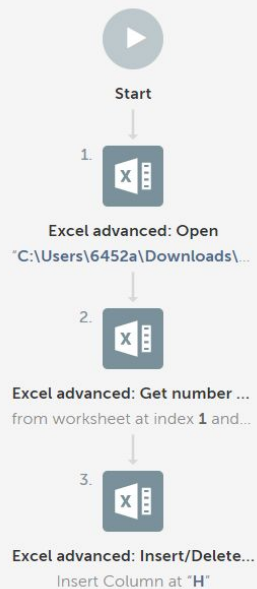 Start
1.
Excel advanced: Open
"C:\Users\6452a\Downloads\...
2.
Excel advanced: Get number ...
from worksheet at index 1 and...
3.
Excel advanced: Insert/Delete...
Insert Column at "H"